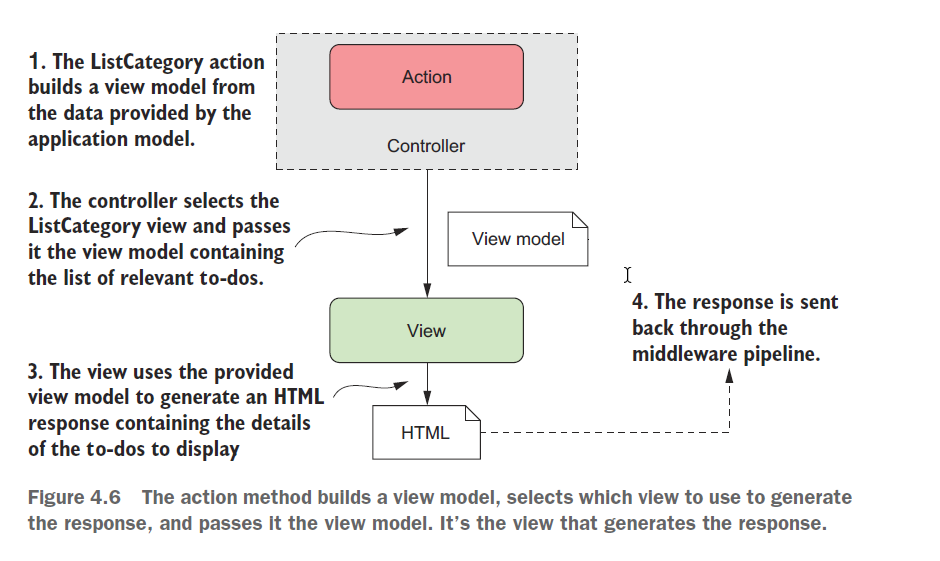 1. The ListCategory action
builds a view model from
the data provided by the
application model.
Action
Controller
2. The controller selects the
ListCategory view and passes
it the view model containing
the list of relevant to-dos.
View model
4. The response is sent
back through the
middleware pipeline.
View
3. The view uses the provided
view model to generate an HTML
response containing the details
of the to-dos to display
HTML
Figure 4.6 The action method builds a view model, selects which view to use to generate
the response, and passes it the view model. It’s the view that generates the response.